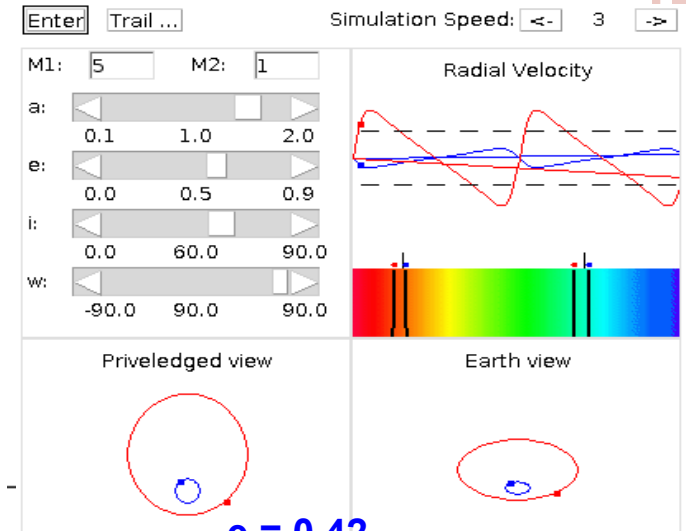 Enter Trail ... Simulation Speed: <- 3 ->
M1: 5 M2: 1
Radial Velocity
a:
0.1 1.0 2.0
e:
0.0 0.5 0.9
i:
0.0 60.0 90.0
w:
-90.0 90.0 90.0
Priveledged view
Earth view
e = 0.42